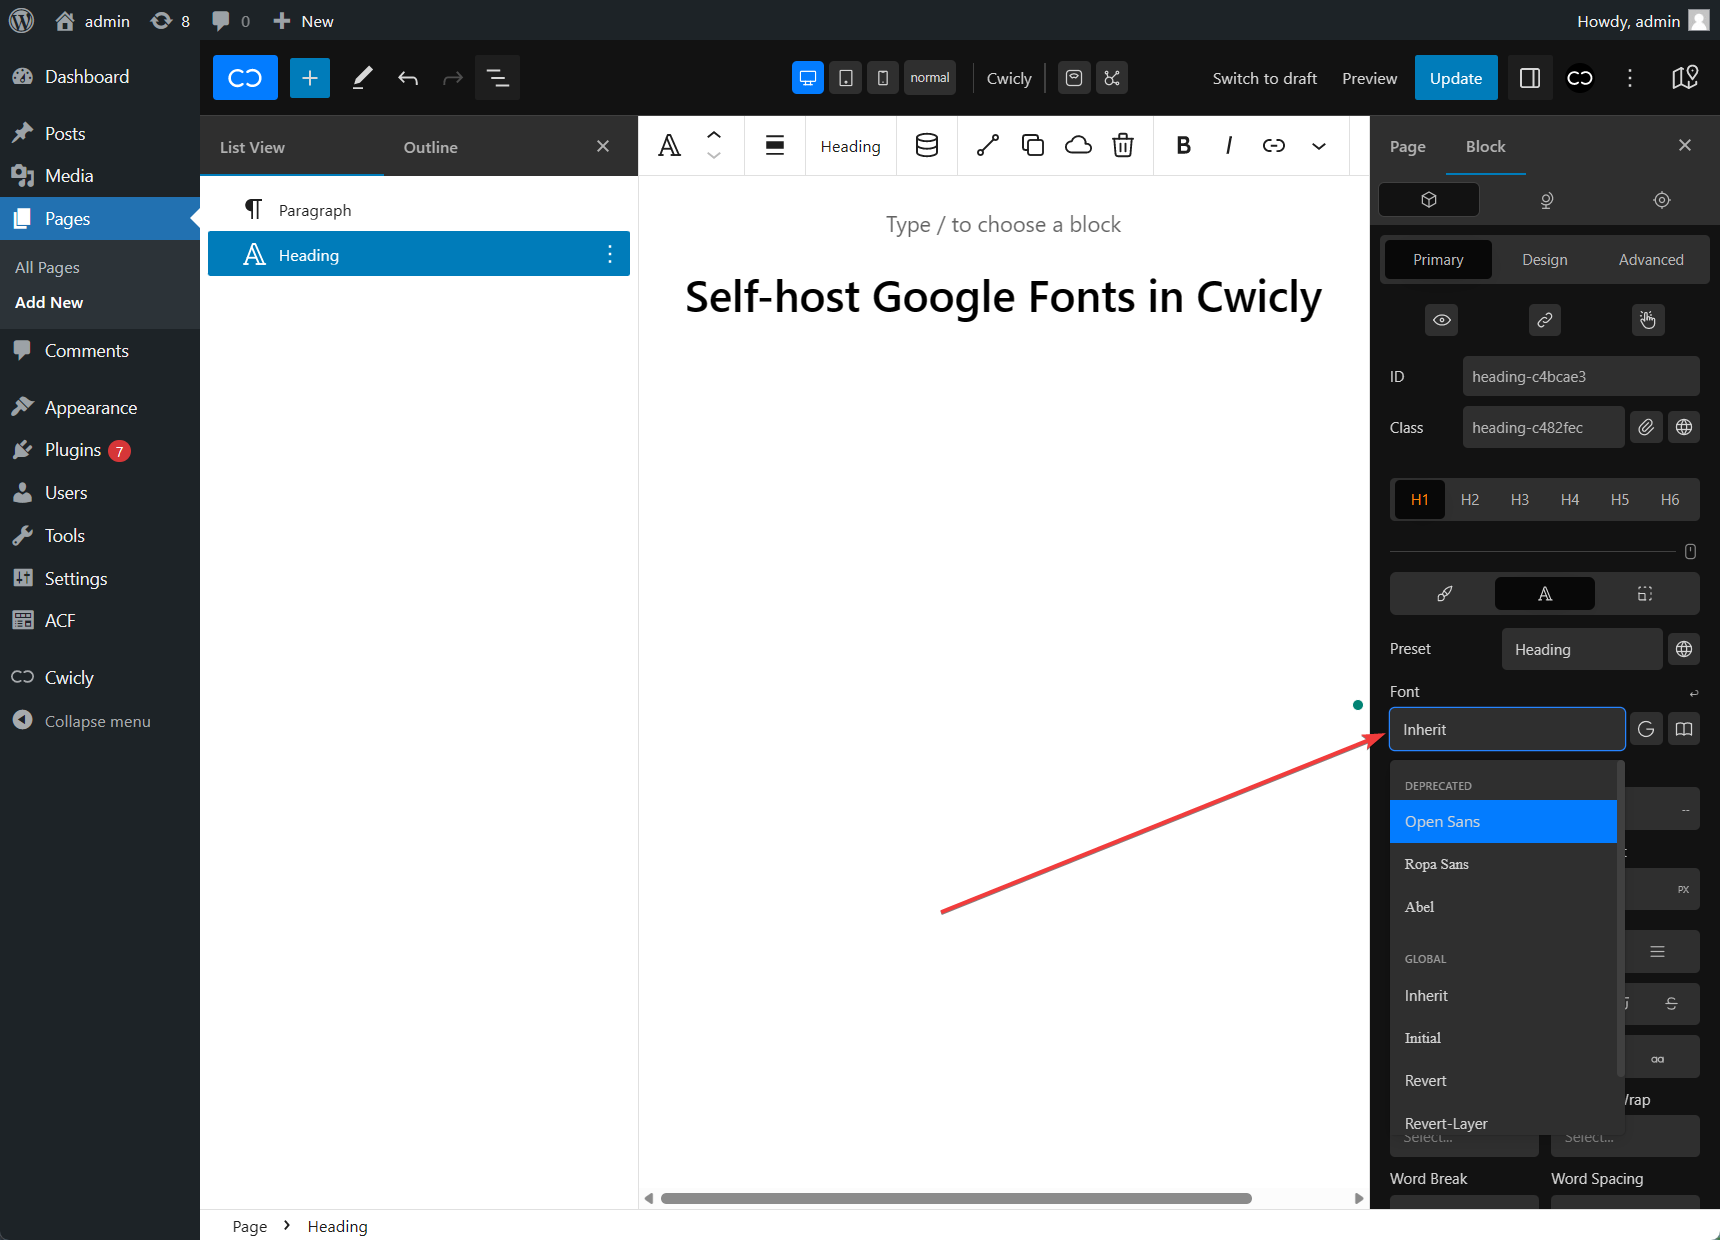 admin
8
0
New
Howdy, admin
Dashboard
Posts
Media
Pages
All Pages
Add New
Comments
Appearance
Plugins 7
Users
Tools
Settings
ACF
Cwicly
Collapse menu
normal
Cwicly
Switch to draft
Preview
Update
List View
Outline
Paragraph
Heading
Heading
B
I
Type / to choose a block
Self-host Google Fonts in Cwicly
Page
Block
Primary
Design
Advanced
ID
heading-c4bcae3
Class
heading-c482fec
H1
H2
H3
H4
H5
H6
Preset
Heading
Font
Inherit
DEPRECATED
Open Sans
--
Ropa Sans
PX
Abel
GLOBAL
Inherit
Initial
Revert
Revert-Layer
Select...
Select...
Word Break
Word Spacing
Page
Heading